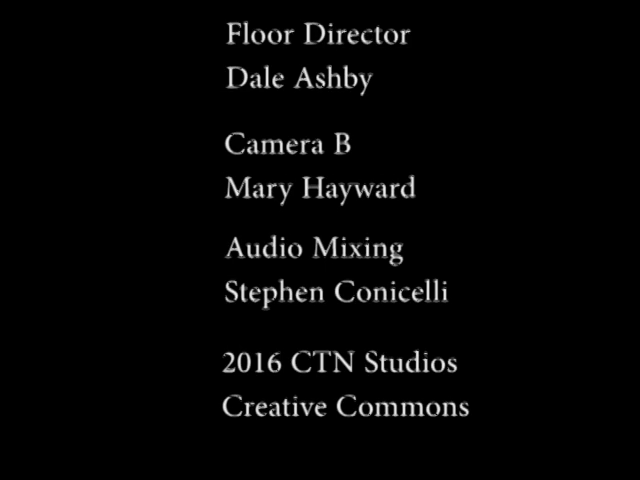 Floor Director
Dale Ashby
Camera B
Mary Hayward
Audio Mixing
Stephen Conicelli
2016 CTN Studios
Creative Commons